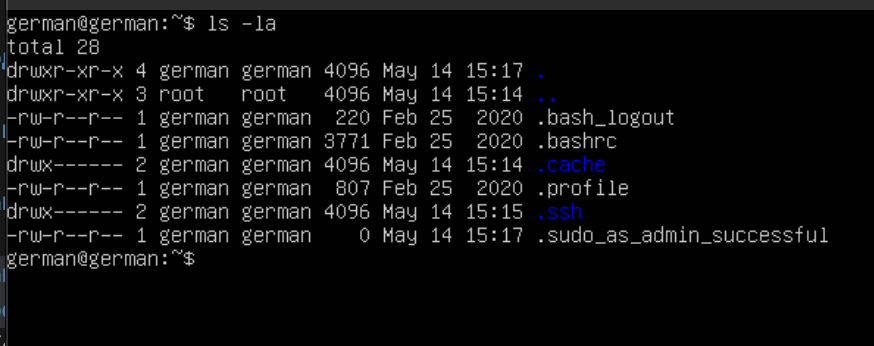 german@german:~$ ls -la
total 28
drwxr-xr-x 4 german german 4096 May 14 15:17 .
drwxr-xr-x 3 root   root   4096 May 14 15:14 ..
-rw-r--r-- 1 german german  220 Feb 25  2020 .bash_logout
-rw-r--r-- 1 german german 3771 Feb 25  2020 .bashrc
drwx------ 2 german german 4096 May 14 15:14 .cache
-rw-r--r-- 1 german german  807 Feb 25  2020 .profile
drwx------ 2 german german 4096 May 14 15:15 .ssh
-rw-r--r-- 1 german german    0 May 14 15:17 .sudo_as_admin_successful
german@german:~$